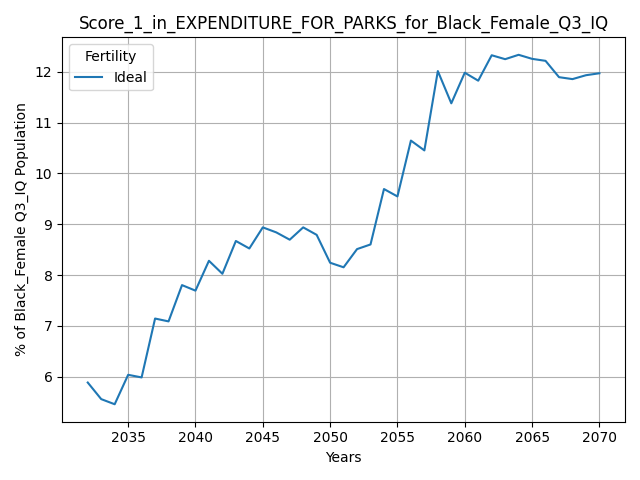 Score_1_in_EXPENDITURE_FOR_PARKS_for_Black_Female_Q3_IQ
Fertility
Ideal
% of Black_Female Q3_IQ Population
12
11
10
9
8
7
6
2035 2040 2045 2050 2055 2060 2065 2070
Years